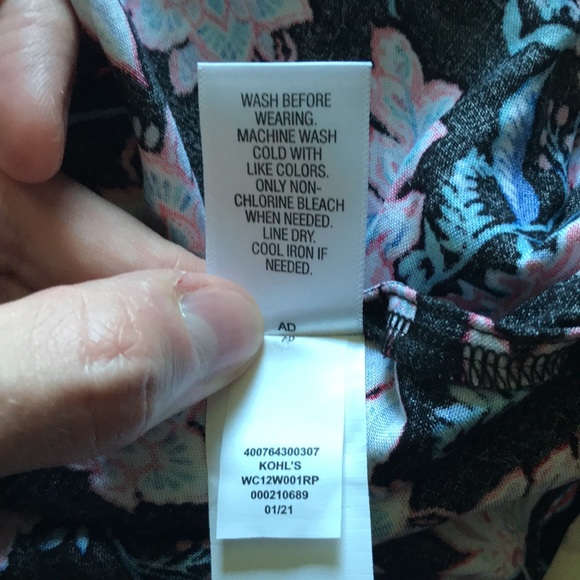 WASH BEFORE
WEARING.
MACHINE WASH
COLD WITH
LIKE COLORS.
ONLY NON-
CHLORINE BLEACH
WHEN NEEDED.
LINE DRY.
COOL IRON IF
NEEDED.
AD
400764300307
KOHL'S
WC12W001RP
000210689
01/21